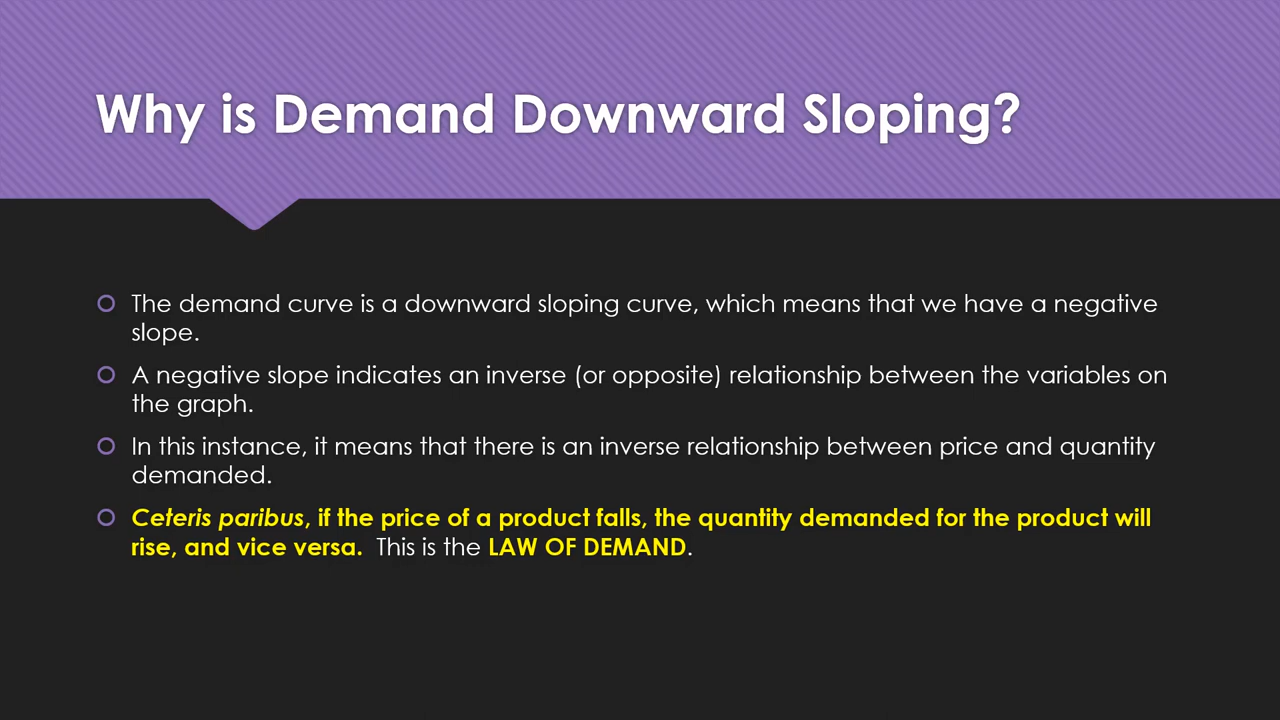 Why is Demand Downward Sloping?
The demand curve is a downward sloping curve, which means that we have a negative
slope.
A negative slope indicates an inverse (or opposite) relationship between the variables on
the graph.
In this instance, it means that there is an inverse relationship between price and quantity
demanded.
Ceteris paribus, if the price of a product falls, the quantity demanded for the product will
rise, and vice versa. This is the LAW OF DEMAND.